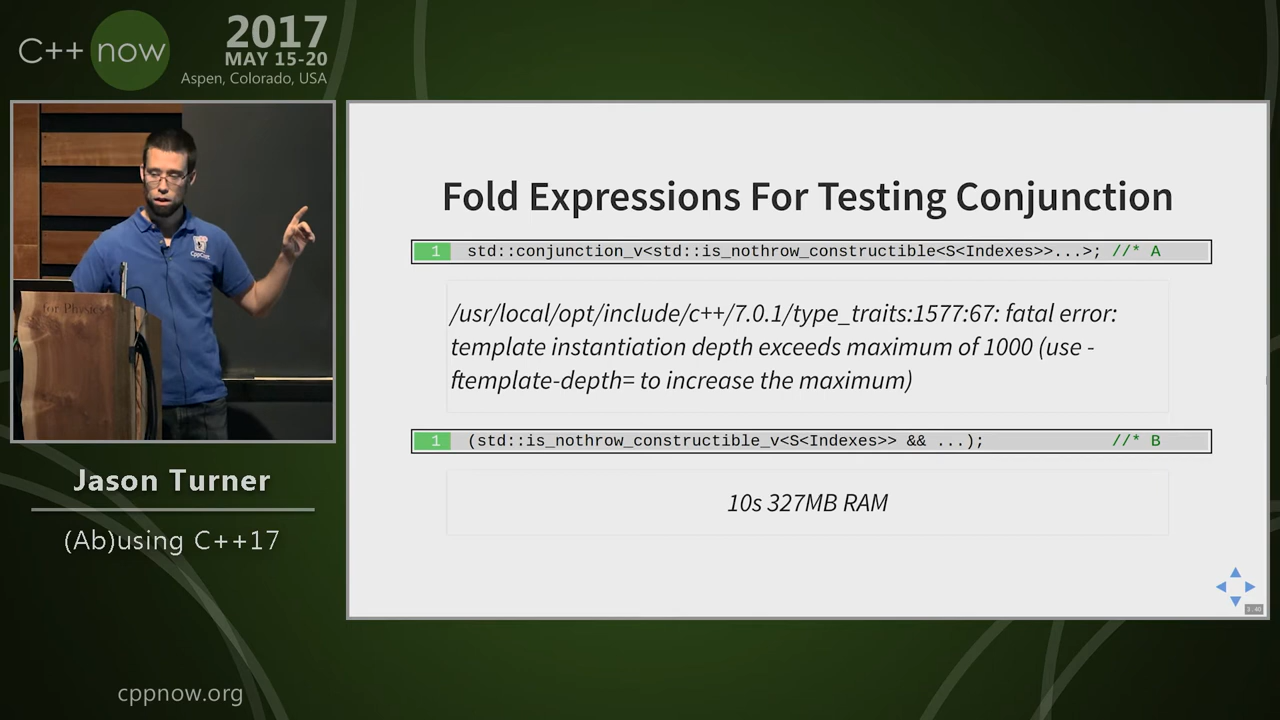 C++ now
2017
MAY 15-20
Aspen, Colorado, USA
for Physics
CppCast
Jason Turner
(Ab)using C++17
cppnow.org
Fold Expressions For Testing Conjunction
1 std::conjunction_v<std::is_nothrow_constructible<S<Indexes>>...>; //* A
/usr/local/opt/include/c++/7.0.1/type_traits:1577:67: fatal error:
template instantiation depth exceeds maximum of 1000 (use -
ftemplate-depth= to increase the maximum)
1 (std::is_nothrow_constructible_v<S<Indexes>> && ...); //* B
10s 327MB RAM